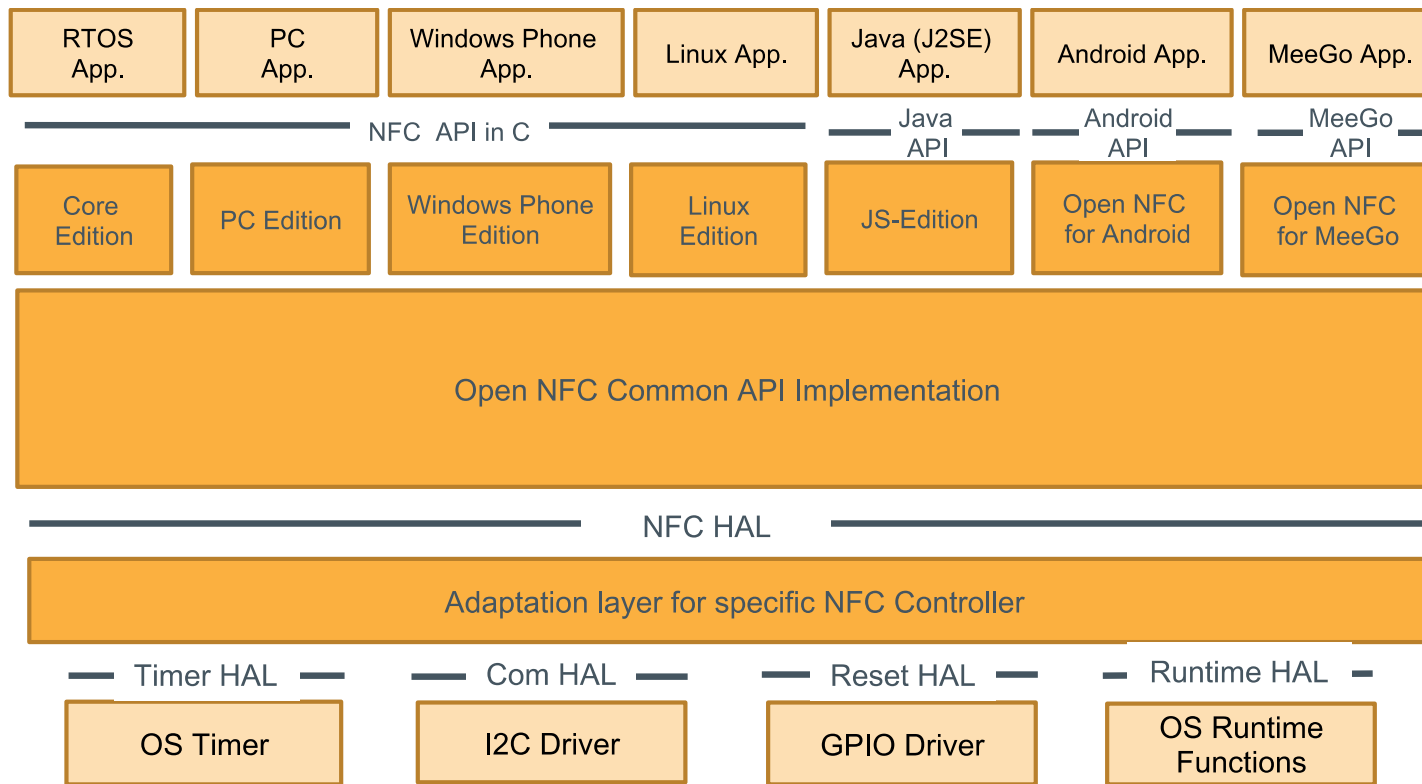 RTOS
App.
PC
App.
Windows Phone
App.
Linux App.
Java (J2SE)
App.
Android App.
MeeGo App.
NFC API in C
Java
API
Android
API
MeeGo
API
Core
Edition
PC Edition
Windows Phone
Edition
Linux
Edition
JS-Edition
Open NFC
for Android
Open NFC
for MeeGo
Open NFC Common API Implementation
NFC HAL
Adaptation layer for specific NFC Controller
Timer HAL
Com HAL
Reset HAL
Runtime HAL
OS Timer
I2C Driver
GPIO Driver
OS Runtime
Functions